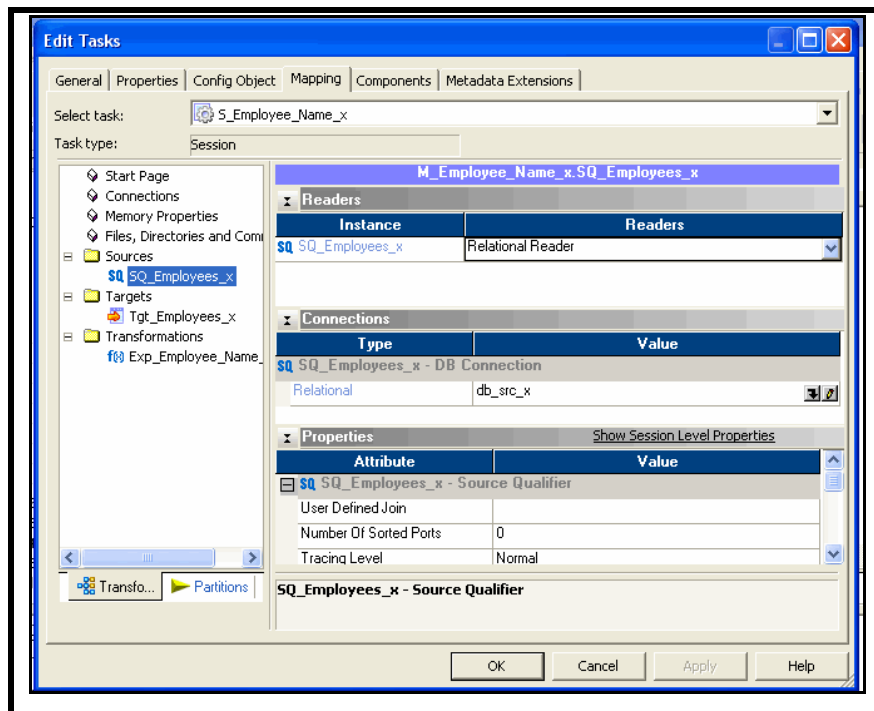 Edit Tasks
General Properties Config Object Mapping Components Metadata Extensions
Select task: S_Employee_Name_x
Task type: Session
Start Page
Connections
Memory Properties
Files, Directories and Com
Sources
SQ SQ_Employees_x
Targets
Tgt_Employees_x
Transformations
f(x) Exp_Employee_Name_
Transfo... Partitions
M_Employee_Name_x.SQ_Employees_x
Readers
Instance Readers
SQ SQ_Employees_x Relational Reader
Connections
Type Value
SQ SQ_Employees_x - DB Connection
Relational db_src_x
Properties Show Session Level Properties
Attribute Value
SQ SQ_Employees_x - Source Qualifier
User Defined Join
Number Of Sorted Ports 0
Tracing Level Normal
SQ_Employees_x - Source Qualifier
OK Cancel Apply Help